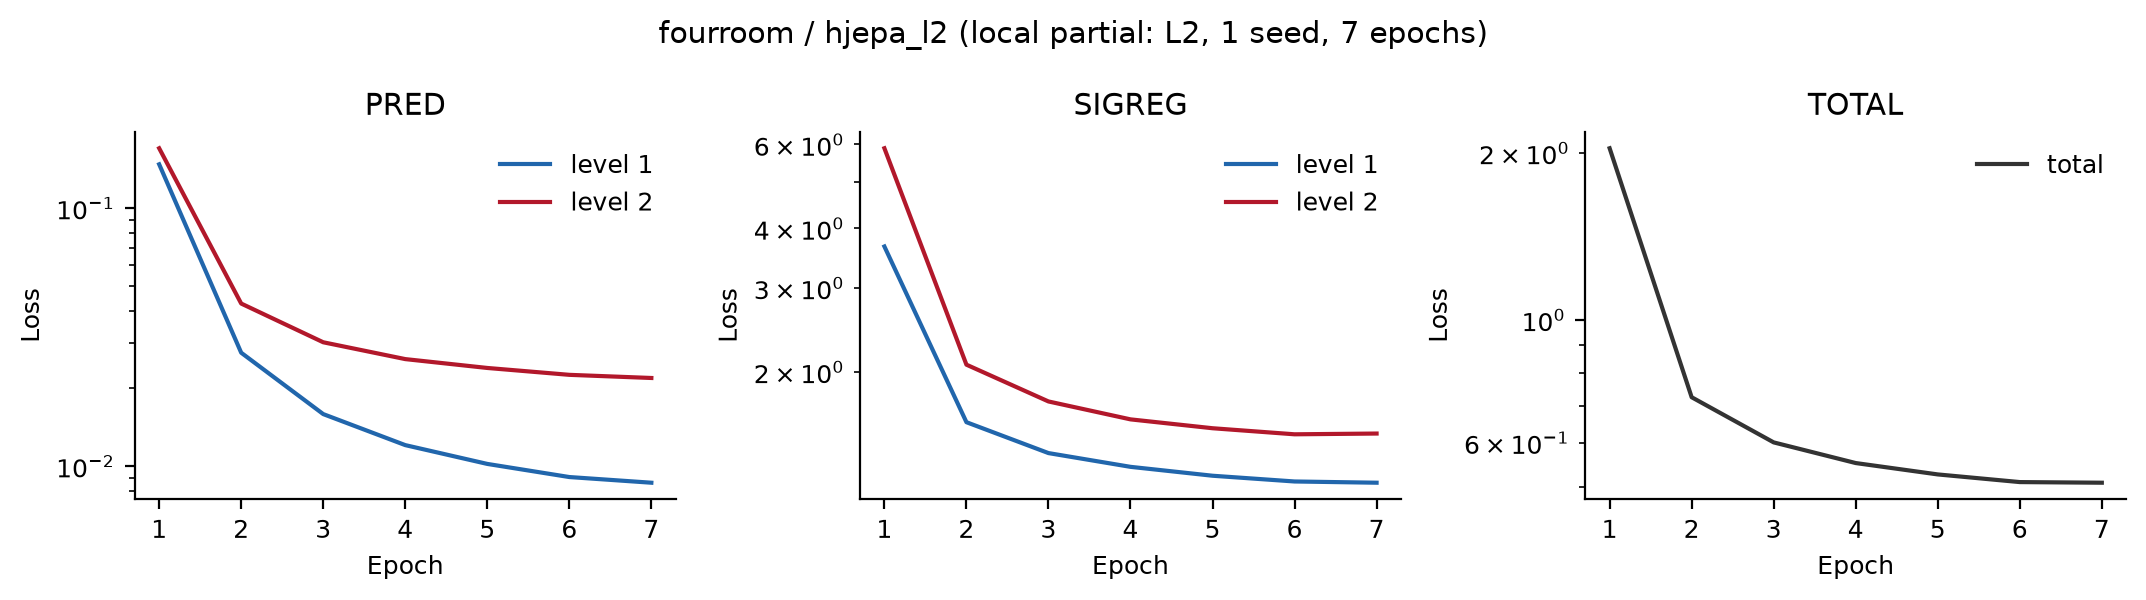 fourroom / hjepa_l2 (local partial: L2, 1 seed, 7 epochs)
PRED
level 1
level 2
10⁻¹
10⁻²
Loss
1 2 3 4 5 6 7
Epoch
SIGREG
level 1
level 2
6 × 10⁰
4 × 10⁰
3 × 10⁰
2 × 10⁰
Loss
1 2 3 4 5 6 7
Epoch
TOTAL
total
2 × 10⁰
10⁰
6 × 10⁻¹
Loss
1 2 3 4 5 6 7
Epoch